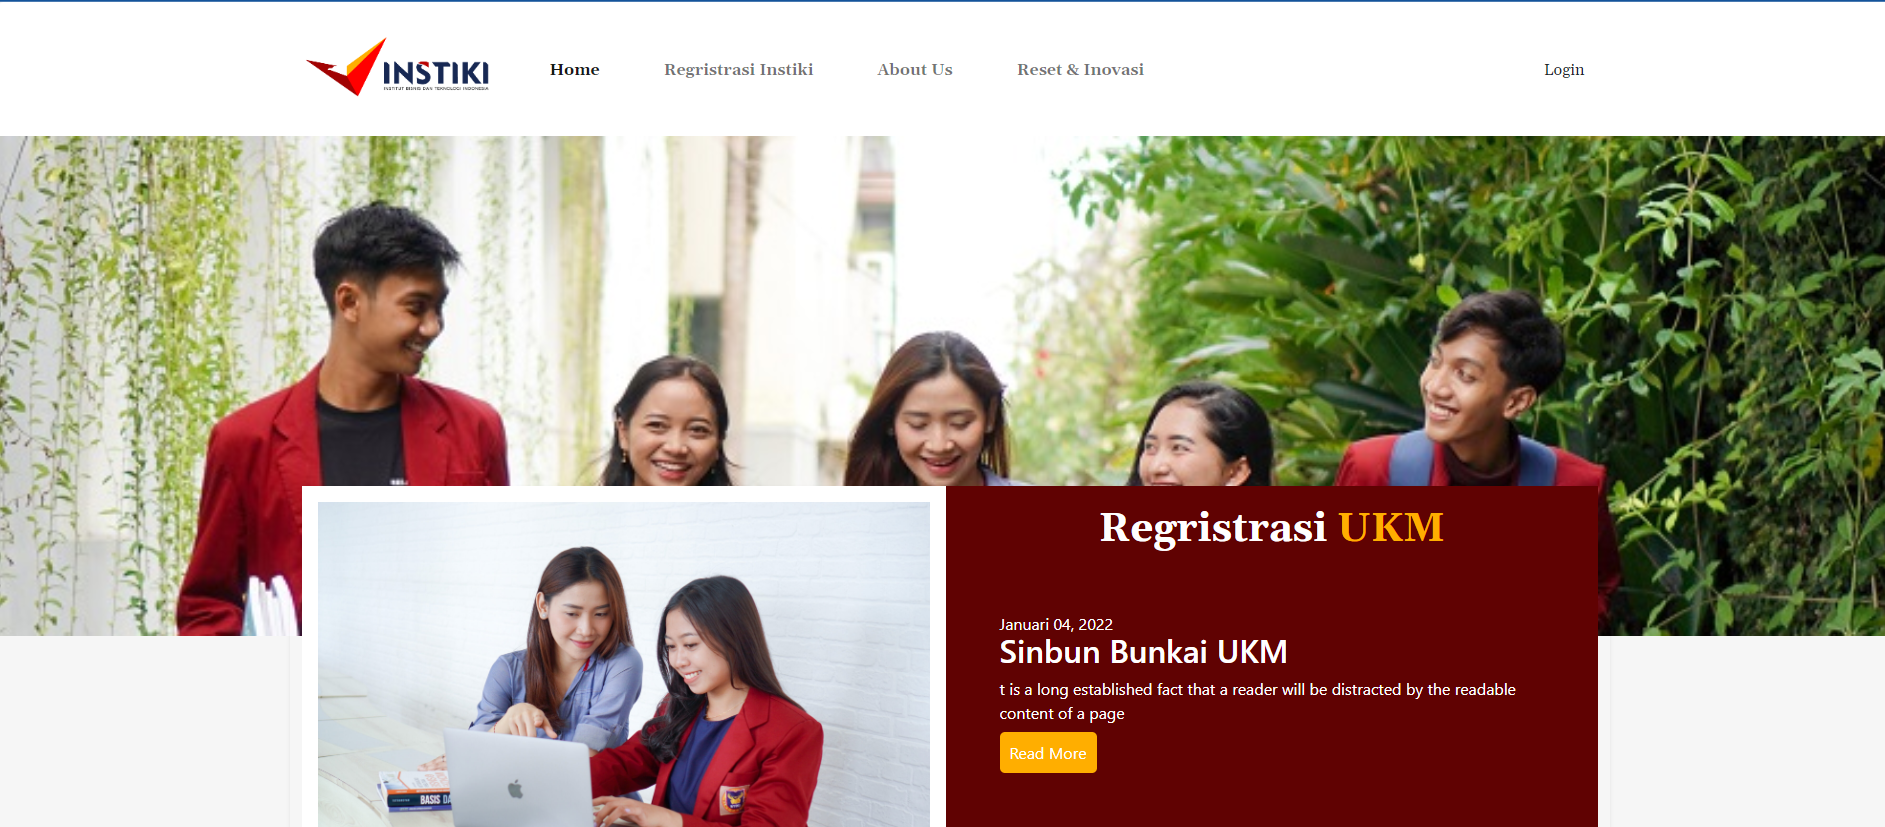 INSTIKI
INSTITUT BISNIS DAN TEKNOLOGI INDONESIA
Home
Regristrasi Instiki
About Us
Reset & Inovasi
Login
Regristrasi UKM
Januari 04, 2022
Sinbun Bunkai UKM
t is a long established fact that a reader will be distracted by the readable
content of a page
Read More
BASIS DA